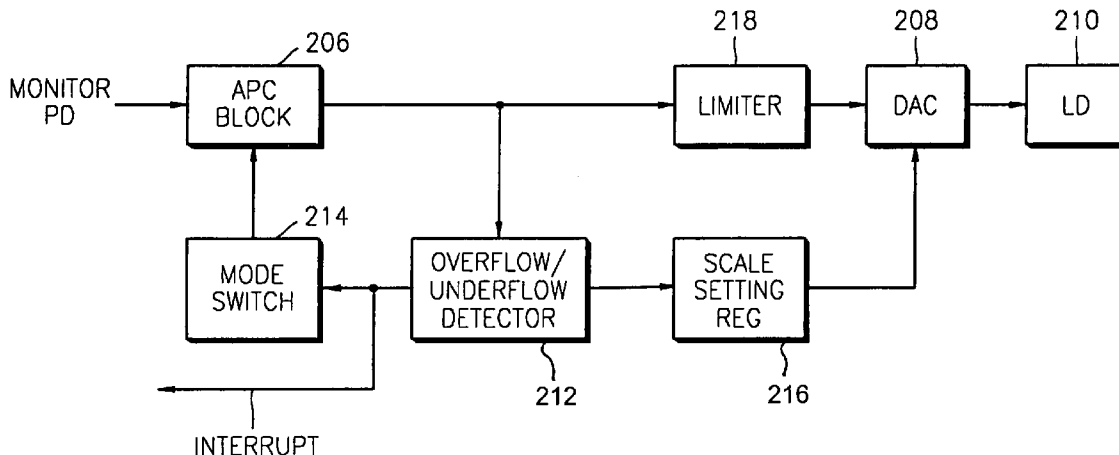 206
218
208
210
MONITOR
PD
APC
BLOCK
LIMITER
DAC
LD
214
MODE
SWITCH
OVERFLOW/
UNDERFLOW
DETECTOR
SCALE
SETTING
REG
212
216
INTERRUPT